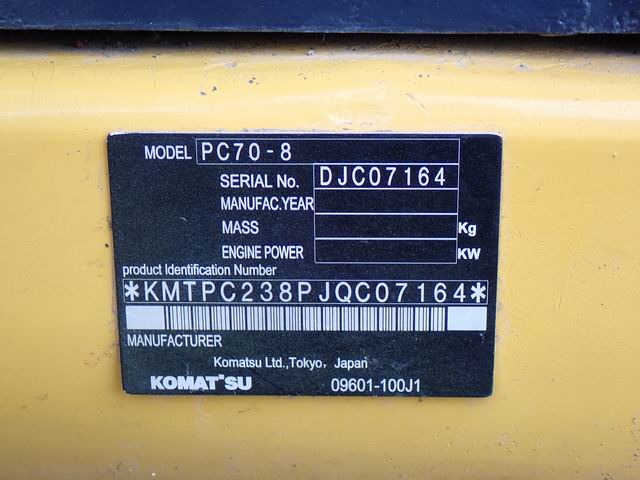 MODEL PC70-8
SERIAL No. DJC07164
MANUFAC.YEAR
MASS Kg
ENGINE POWER KW
product Identification Number
*KMTPC238PJQC07164*
MANUFACTURER
Komatsu Ltd.,Tokyo, Japan
KOMATSU 09601-100J1